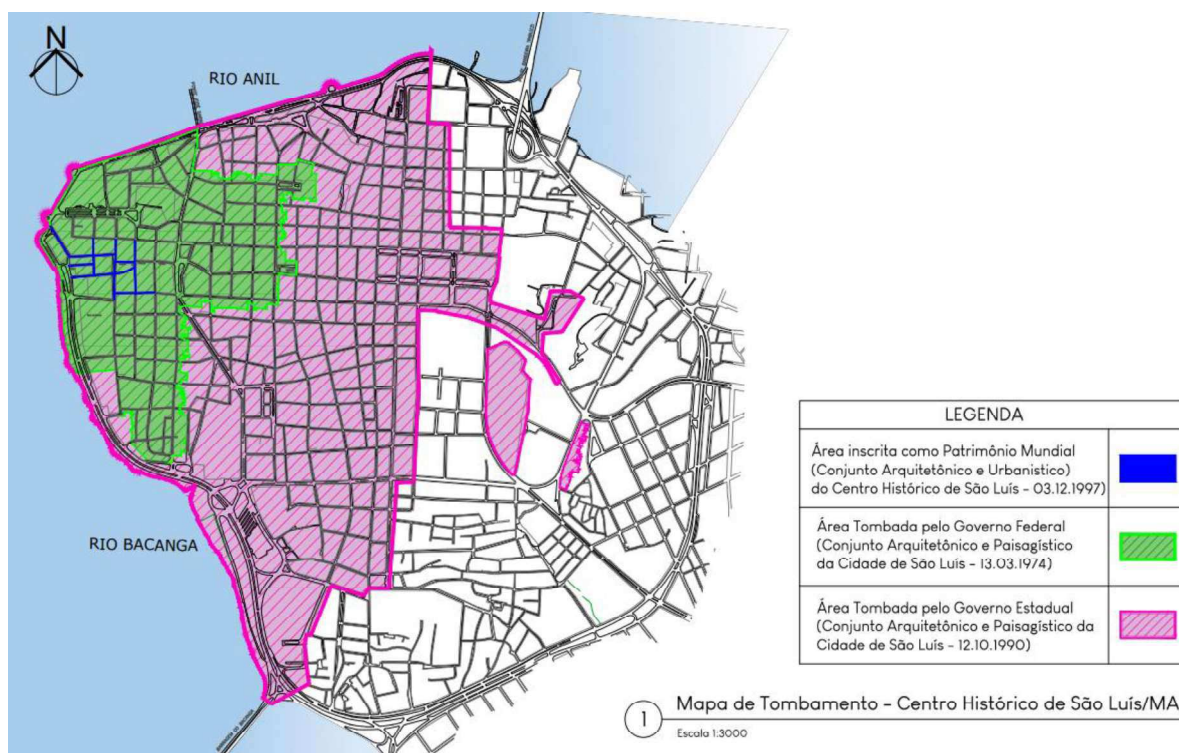 N
RIO ANIL
RIO BACANGA
LEGENDA
Área inscrita como Patrimônio Mundial
(Conjunto Arquitetônico e Urbanistico)
do Centro Histórico de São Luís - 03.12.1997)
Área Tombada pelo Governo Federal
(Conjunto Arquitetônico e Paisagístico
da Cidade de São Luis - 13.03.1974)
Área Tombada pelo Governo Estadual
(Conjunto Arquitetônico e Paisagístico da
Cidade de São Luís - 12.10.1990)
1
Mapa de Tombamento - Centro Histórico de São Luís/MA
Escala 1:3000